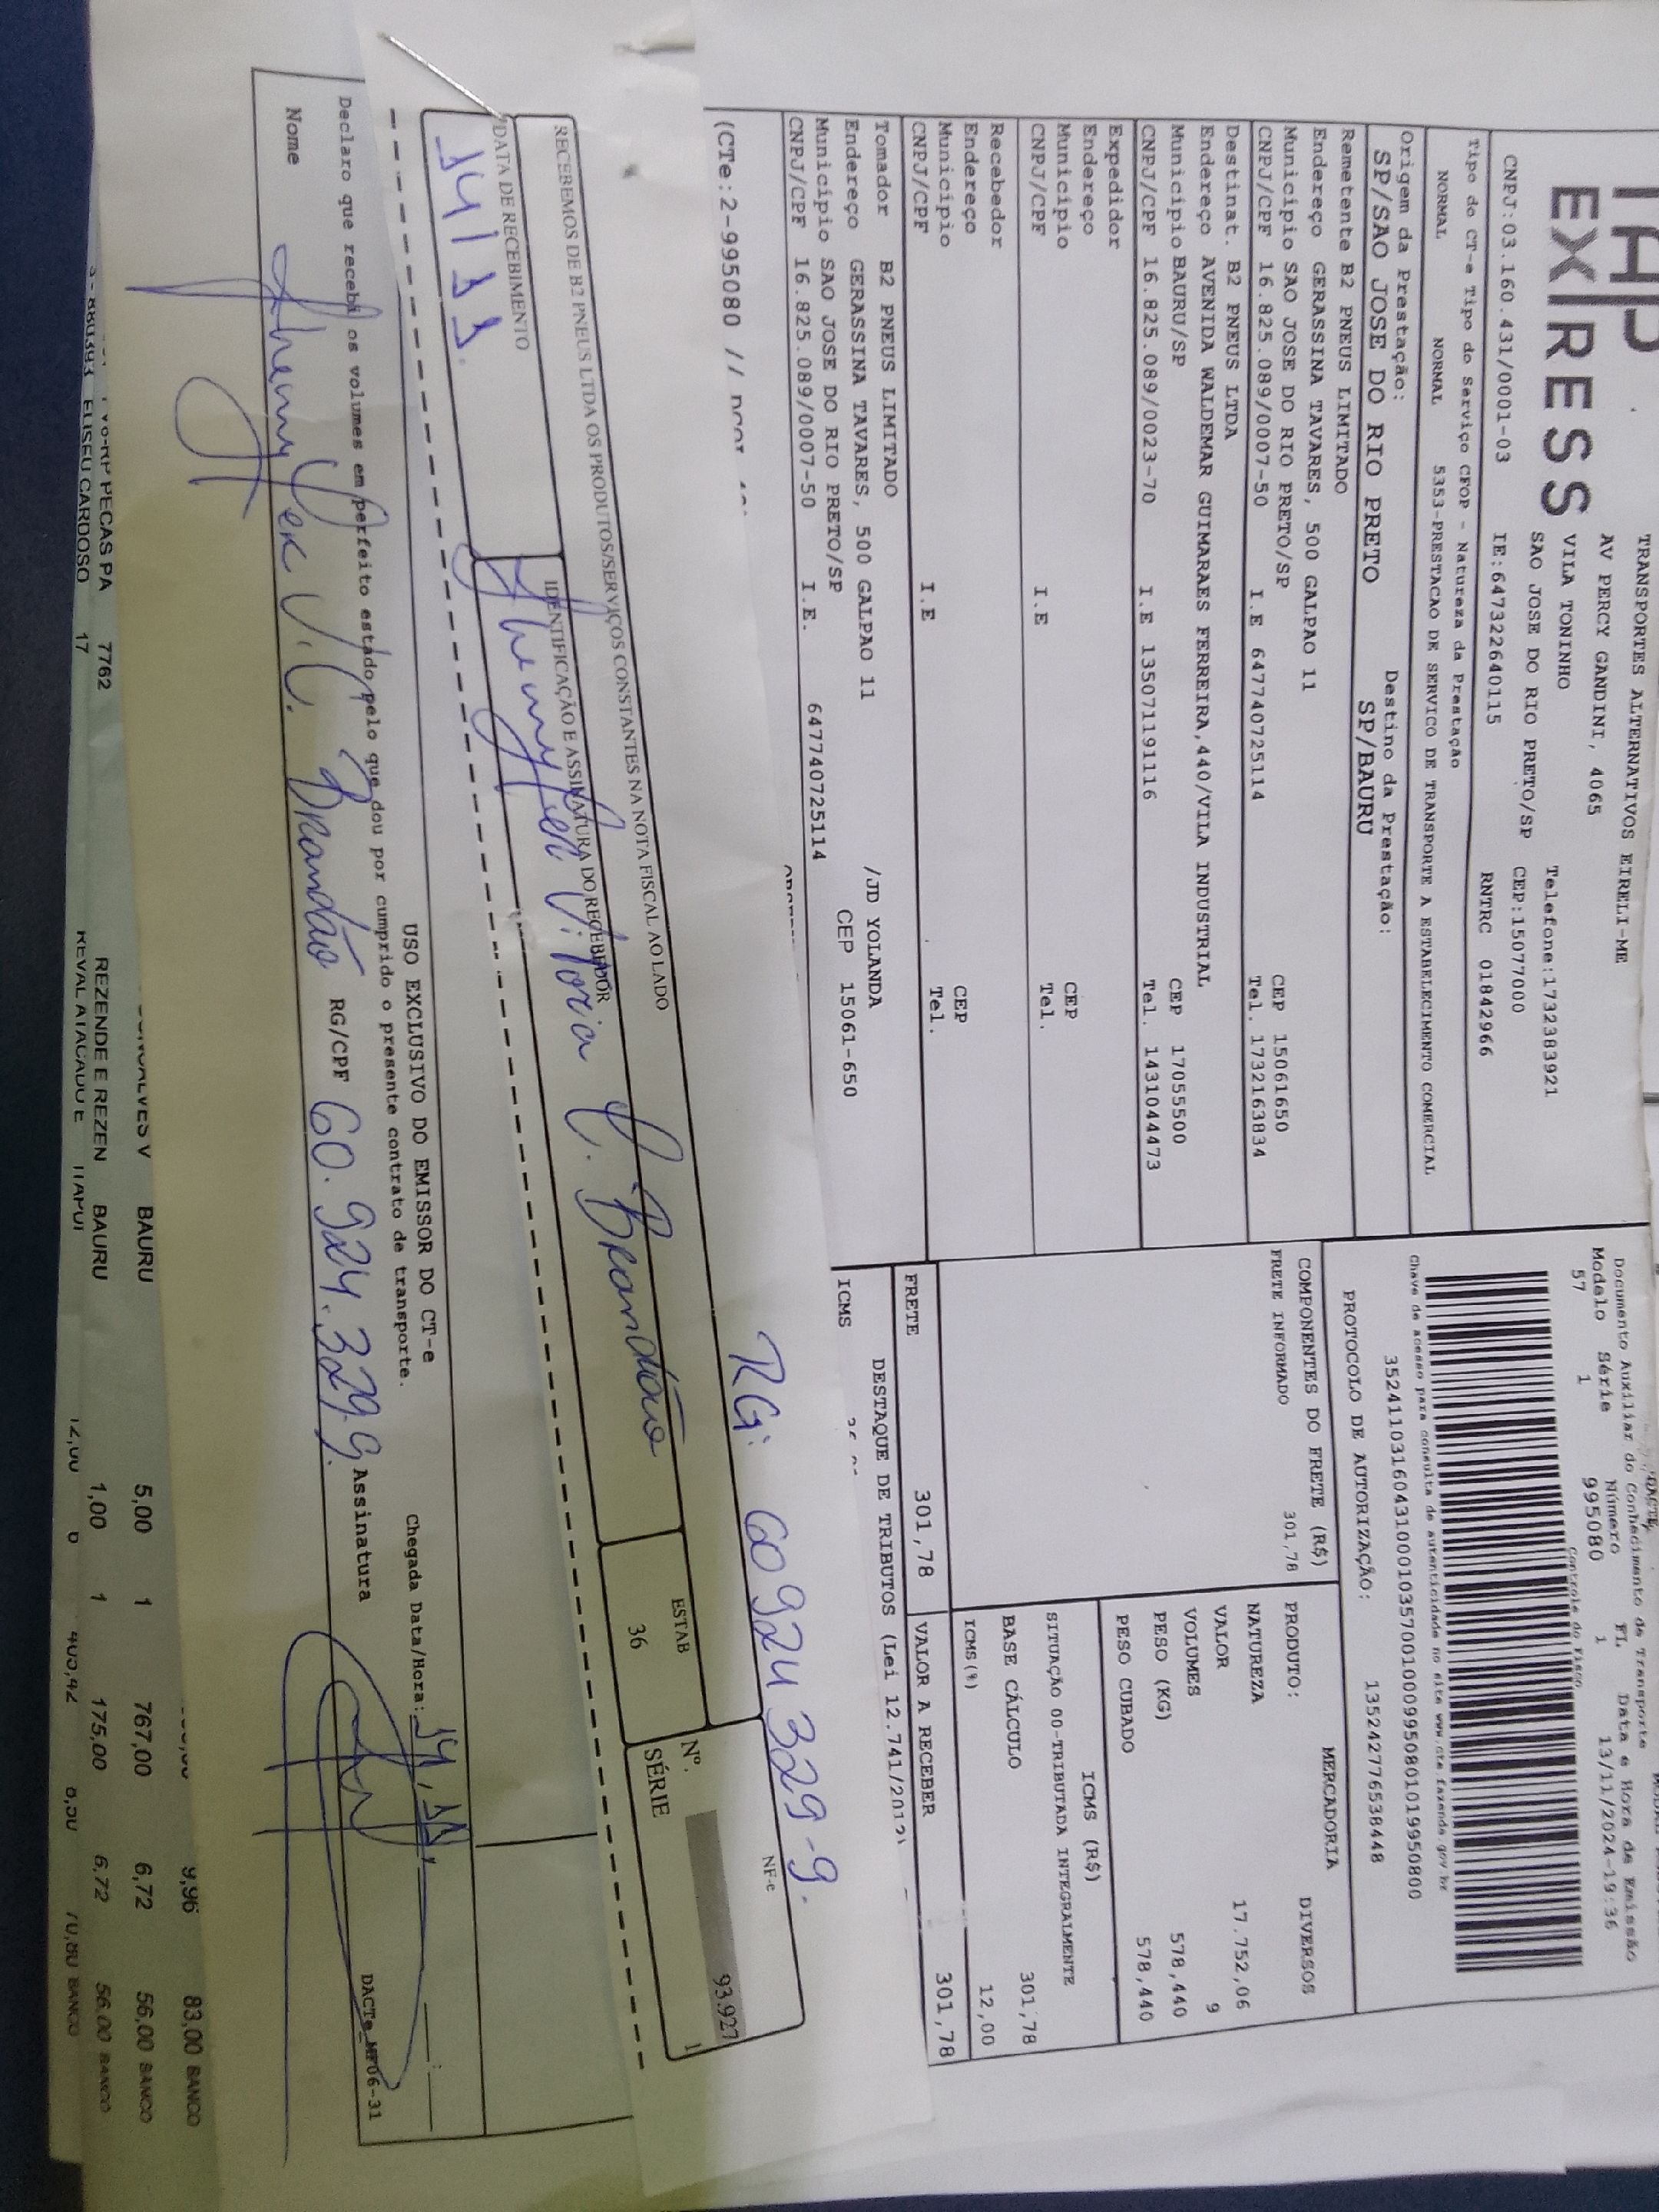 TAP
EXPRESS
TRANSPORTES ALTERNATIVOS EIRELI-ME
AV PERCY GANDINI, 4065
VILA TONINHO
SAO JOSE DO RIO PRETO/SP
Telefone:1732383921
CEP:15077000
CNPJ:03.160.431/0001-03
IE:647322640115
RNTRC 01842966
Tipo do CT-e Tipo do Serviço CFOP - Natureza da Prestação
NORMAL NORMAL 5353-PRESTACAO DE SERVICO DE TRANSPORTE A ESTABELECIMENTO COMERCIAL
Origem da Prestação: Destino da Prestação:
SP/SAO JOSE DO RIO PRETO SP/BAURU
Remetente B2 PNEUS LIMITADO
Endereço GERASSINA TAVARES, 500 GALPAO 11
Município SAO JOSE DO RIO PRETO/SP CEP 15061650
CNPJ/CPF 16.825.089/0007-50 I.E 647740725114 Tel. 1732163834
Destinat. B2 PNEUS LTDA
Endereço AVENIDA WALDEMAR GUIMARAES FERREIRA,440/VILA INDUSTRIAL
Município BAURU/SP CEP 17055500
CNPJ/CPF 16.825.089/0023-70 I.E 135071191116 Tel. 1431044473
Expedidor
Endereço
Município CEP
CNPJ/CPF I.E Tel.
Recebedor
Endereço
Município CEP
CNPJ/CPF I.E Tel.
Tomador B2 PNEUS LIMITADO
Endereço GERASSINA TAVARES, 500 GALPAO 11 /JD YOLANDA
Município SAO JOSE DO RIO PRETO/SP CEP 15061-650
CNPJ/CPF 16.825.089/0007-50 I.E. 647740725114
(CTe:2-995080 //
DACTE
Documento Auxiliar do Conhecimento de Transporte
Modelo Série Número FL Data e Hora de Emissão
57 1 995080 1 13/11/2024-19:36
Controle do Fisco
Chave de acesso para consulta de autenticidade no site www.cte.fazenda.gov.br
35241103160431000103570010009950801019950800
PROTOCOLO DE AUTORIZAÇÃO: 135242777653 8448
COMPONENTES DO FRETE (R$)
FRETE INFORMADO 301,78
MERCADORIA
PRODUTO: DIVERSOS
NATUREZA
VALOR 17.752,06
VOLUMES 9
PESO (KG) 578,440
PESO CUBADO 578,440
ICMS (R$)
SITUAÇÃO 00-TRIBUTADA INTEGRALMENTE
BASE CÁLCULO 301,78
ICMS(%) 12,00
FRETE 301,78 VALOR A RECEBER 301,78
DESTAQUE DE TRIBUTOS (Lei 12.741/2012)
ICMS
RG: 60924329-9.
RECEBEMOS DE B2 PNEUS LTDA OS PRODUTOS/SERVIÇOS CONSTANTES NA NOTA FISCAL AO LADO
DATA DE RECEBIMENTO
14/11
IDENTIFICAÇÃO E ASSINATURA DO RECEBEDOR
Vitoria C. Brandão
ESTAB
36
NF-e
Nº. 93.927
SÉRIE 1
USO EXCLUSIVO DO EMISSOR DO CT-e
Declaro que recebi os volumes em perfeito estado pelo que dou por cumprido o presente contrato de transporte.
Chegada Data/Hora: 14/11
Nome V. C. Brandão RG/CPF 60.924.329.9. Assinatura
DACTe_MF06-31
9,96 83,00 BANCO
BAURU 5,00 1 767,00 6,72 56,00 BANCO
PECAS PA 7762 REZENDE E REZEN BAURU 1,00 1 175,00 6,72 56,00 BANCO
ELISEU CARDOSO 17